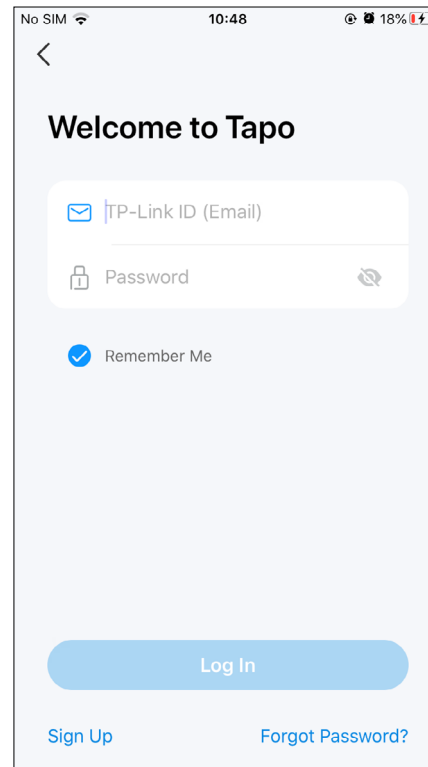 No SIM 10:48 18%
Welcome to Tapo
TP-Link ID (Email)
Password
Remember Me
Log In
Sign Up Forgot Password?